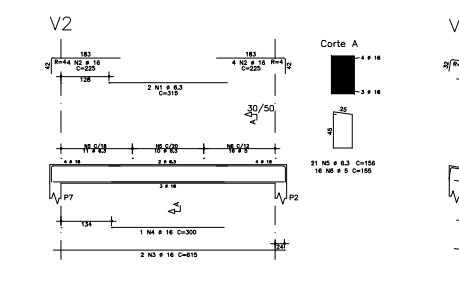 V2
183
183
R=4
4 N2 ø 16
C=225
42
4 N2 ø 16
C=225
R=4
42
128
2 N1 ø 6.3
C=315
30/50
A
N5 C/18
11 ø 6.3
N5 C/20
10 ø 6.3
N6 C/12
16 ø 5
4 ø 16
2 ø 6.3
4 ø 16
3 ø 16
P7
P2
A
134
1 N4 ø 16 C=300
2 N3 ø 16 C=615
24
Corte A
4 ø 16
3 ø 16
25
45
21 N5 ø 6.3 C=156
16 N6 ø 5 C=155
V
32